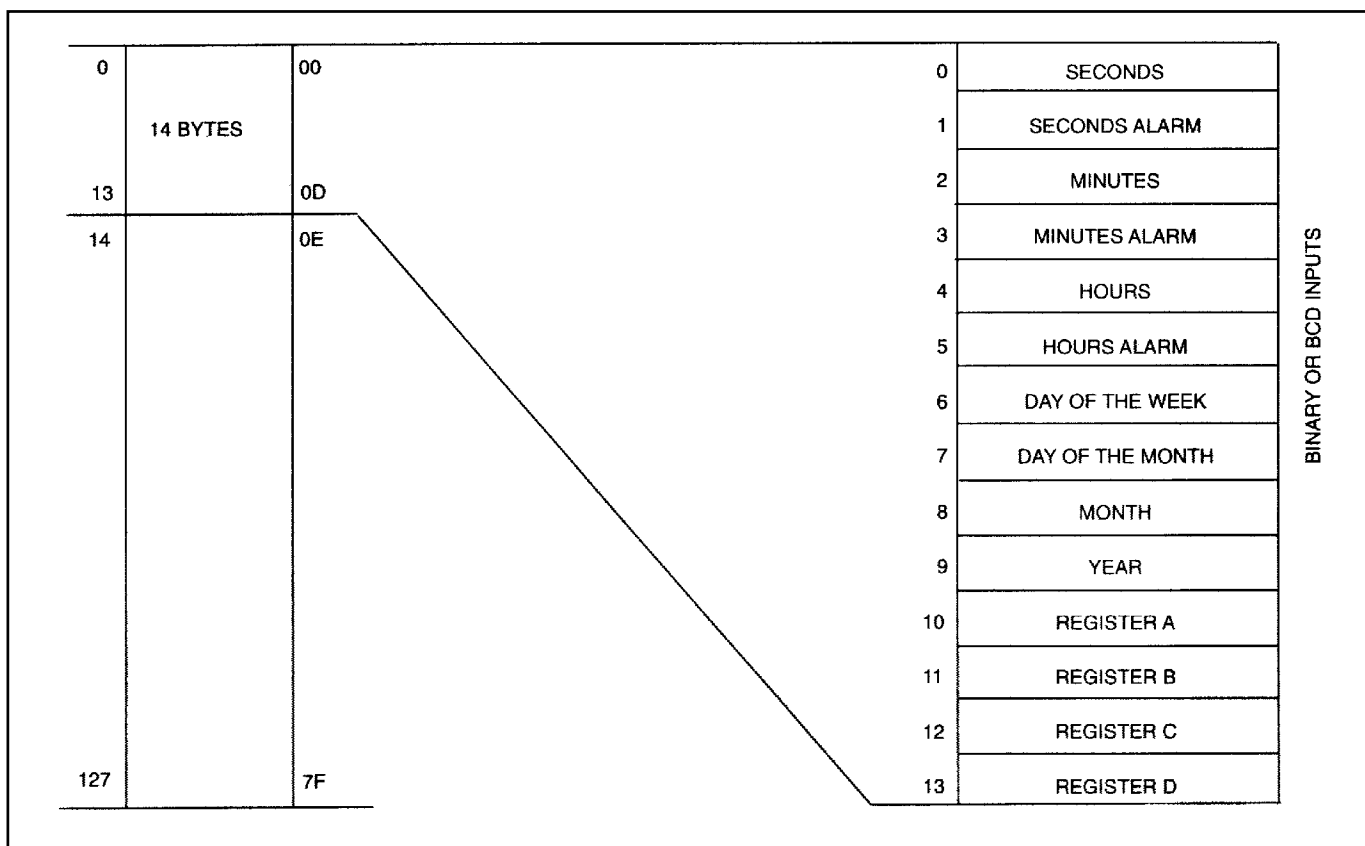 0 00
14 BYTES
13 0D
14 0E
127 7F
0 SECONDS
1 SECONDS ALARM
2 MINUTES
3 MINUTES ALARM
4 HOURS
5 HOURS ALARM
6 DAY OF THE WEEK
7 DAY OF THE MONTH
8 MONTH
9 YEAR
10 REGISTER A
11 REGISTER B
12 REGISTER C
13 REGISTER D
BINARY OR BCD INPUTS